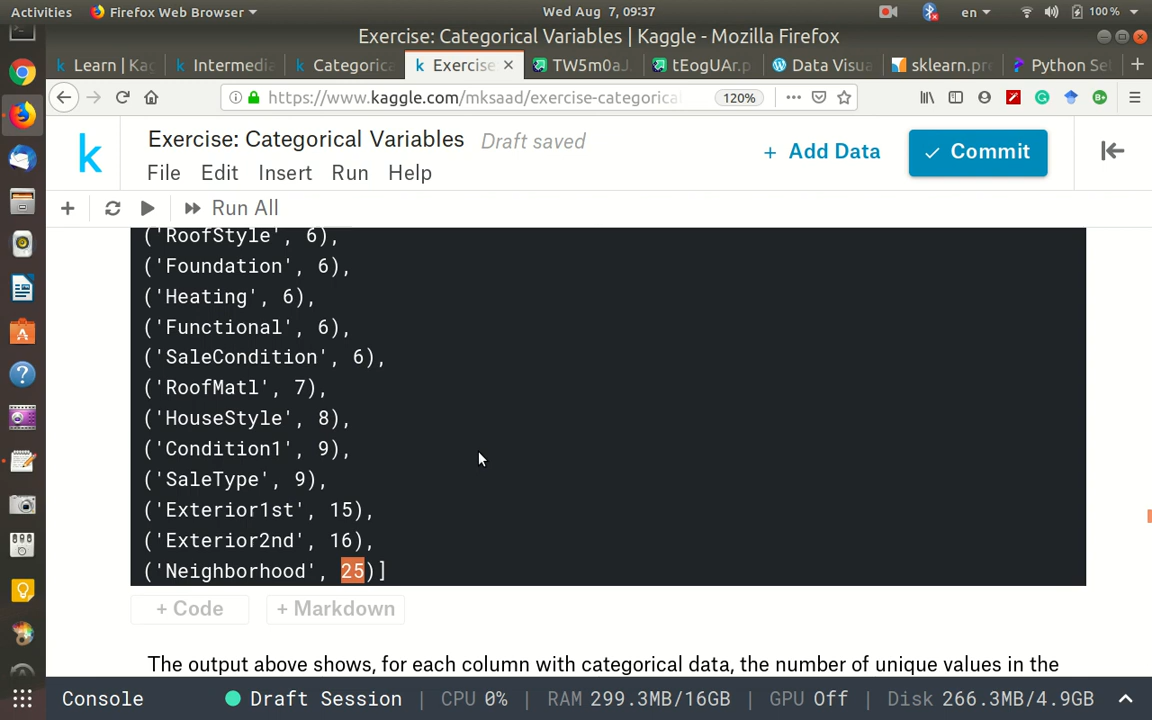 Activities Firefox Web Browser Wed Aug 7, 09:37 en 100 %
Exercise: Categorical Variables | Kaggle - Mozilla Firefox
Learn | Kag Intermedia Categorica Exercise TW5m0aJ tEogUAr.p Data Visua sklearn.pre Python Se
https://www.kaggle.com/mksaad/exercise-categorica 120%
Exercise: Categorical Variables Draft saved
+ Add Data Commit
File Edit Insert Run Help
Run All
('RoofStyle', 6),
('Foundation', 6),
('Heating', 6),
('Functional', 6),
('SaleCondition', 6),
('RoofMatl', 7),
('HouseStyle', 8),
('Condition1', 9),
('SaleType', 9),
('Exterior1st', 15),
('Exterior2nd', 16),
('Neighborhood', 25)]
+ Code + Markdown
The output above shows, for each column with categorical data, the number of unique values in the
Console Draft Session | CPU 0% | RAM 299.3MB/16GB | GPU Off | Disk 266.3MB/4.9GB